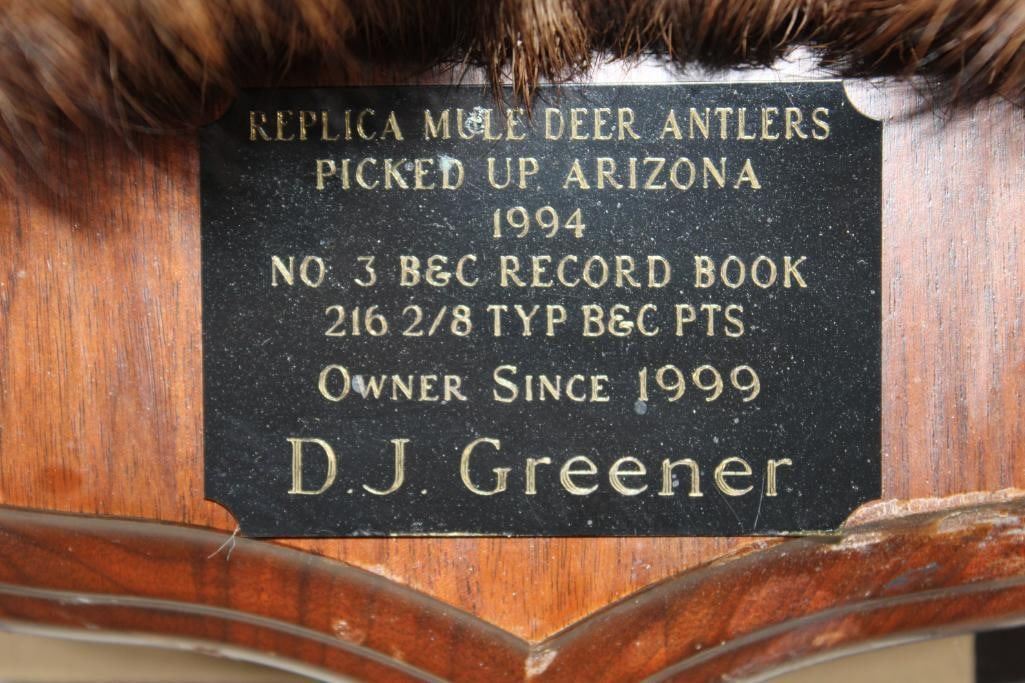 REPLICA MULE DEER ANTLERS
PICKED UP ARIZONA
1994
NO 3 B&C RECORD BOOK
216 2/8 TYP B&C PTS
OWNER SINCE 1999
D.J. Greener